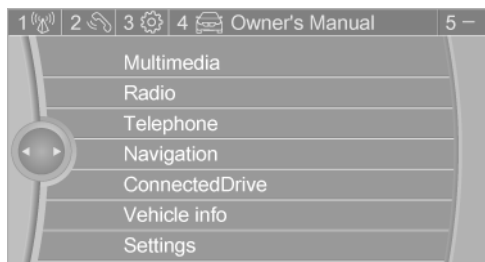 1 2 3 4 Owner's Manual 5 –
Multimedia
Radio
Telephone
Navigation
ConnectedDrive
Vehicle info
Settings